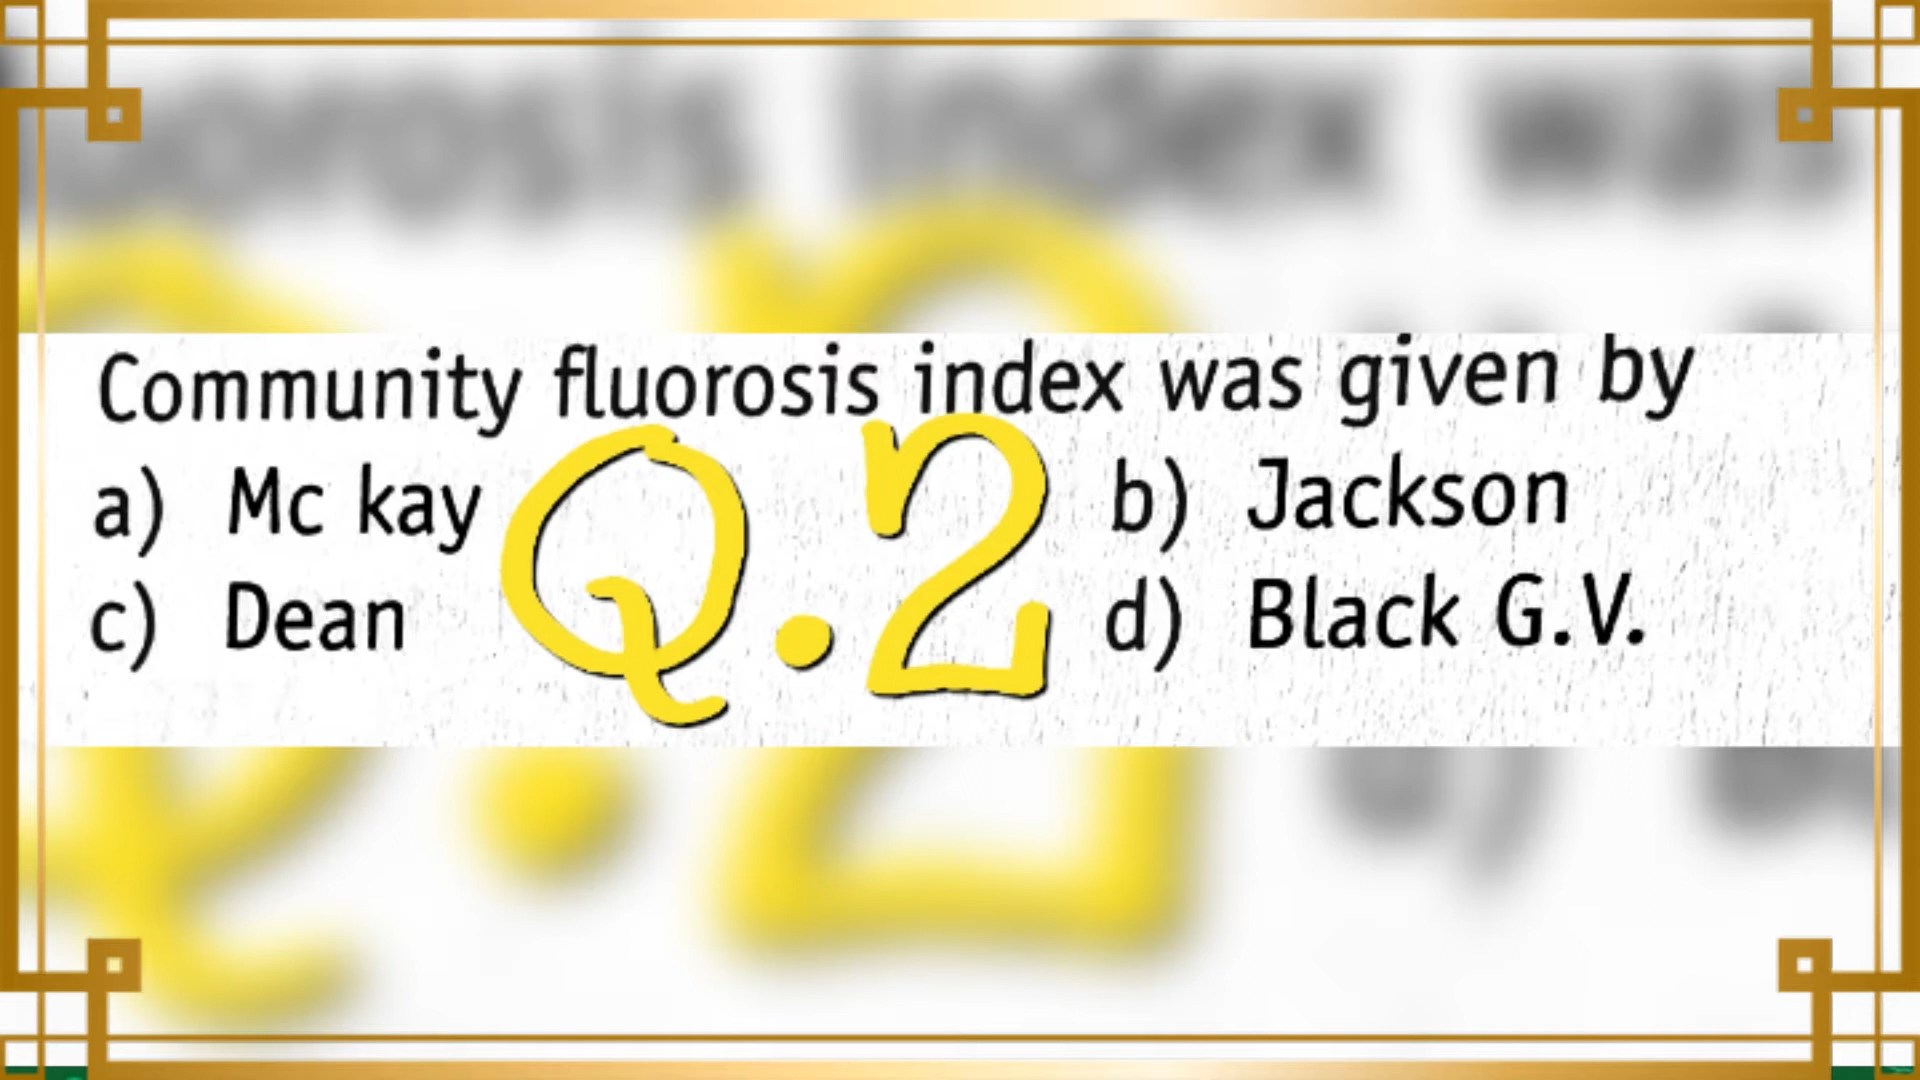 Community fluorosis index was given by
a) Mc kay b) Jackson
c) Dean d) Black G.V.
Q.2